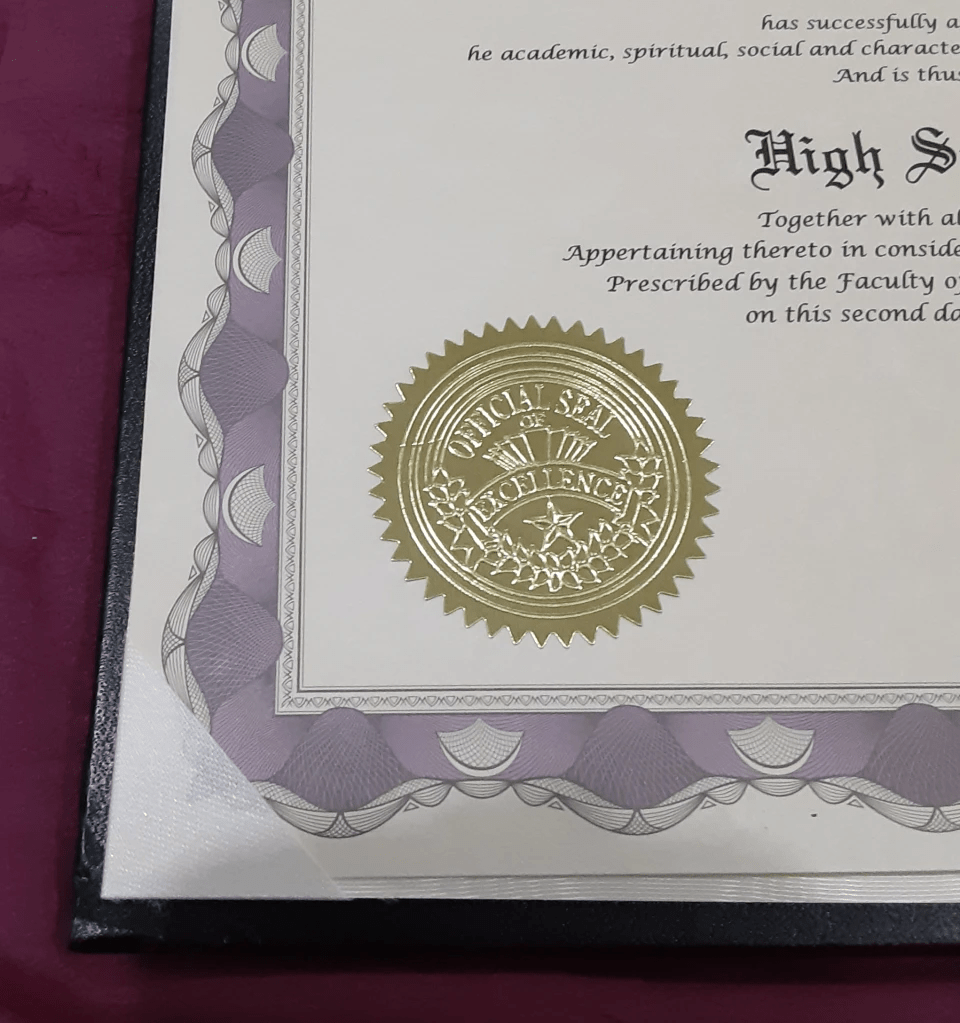 has successfully a
he academic, spiritual, social and characte
And is thus
High S
Together with al
Appertaining thereto in conside
Prescribed by the Faculty o
on this second da
OFFICIAL SEAL
OF
EXCELLENCE